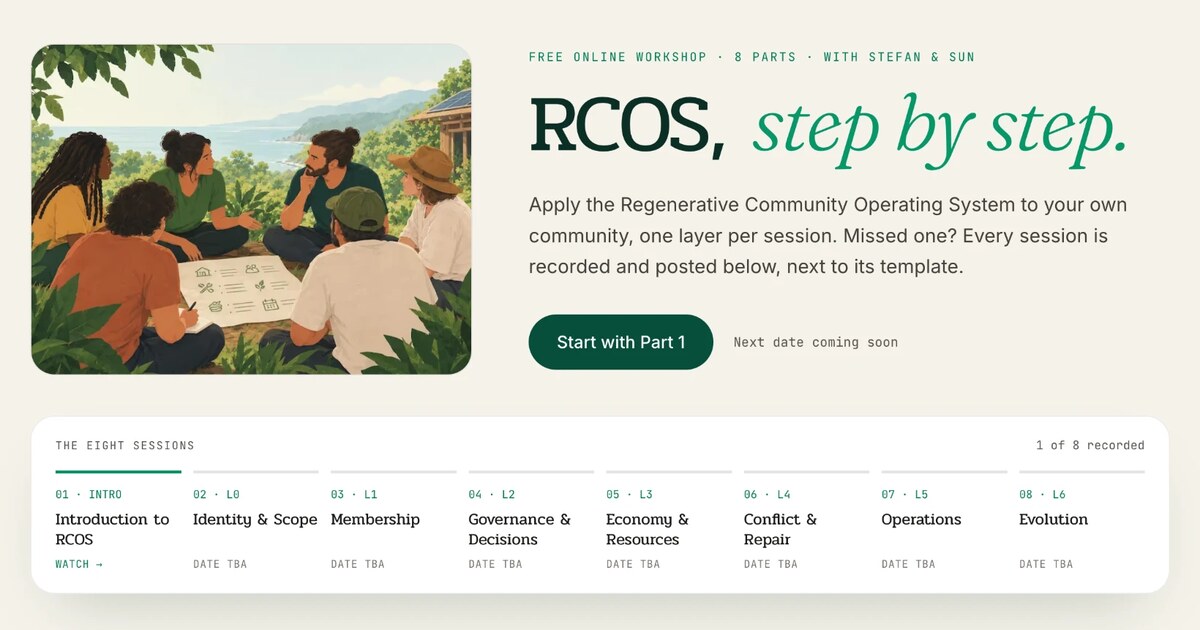 FREE ONLINE WORKSHOP · 8 PARTS · WITH STEFAN & SUN
RCOS, step by step.
Apply the Regenerative Community Operating System to your own
community, one layer per session. Missed one? Every session is
recorded and posted below, next to its template.
Start with Part 1
Next date coming soon
THE EIGHT SESSIONS
1 of 8 recorded
01 · INTRO
Introduction to
RCOS
WATCH →
02 · L0
Identity & Scope
DATE TBA
03 · L1
Membership
DATE TBA
04 · L2
Governance &
Decisions
DATE TBA
05 · L3
Economy &
Resources
DATE TBA
06 · L4
Conflict &
Repair
DATE TBA
07 · L5
Operations
DATE TBA
08 · L6
Evolution
DATE TBA